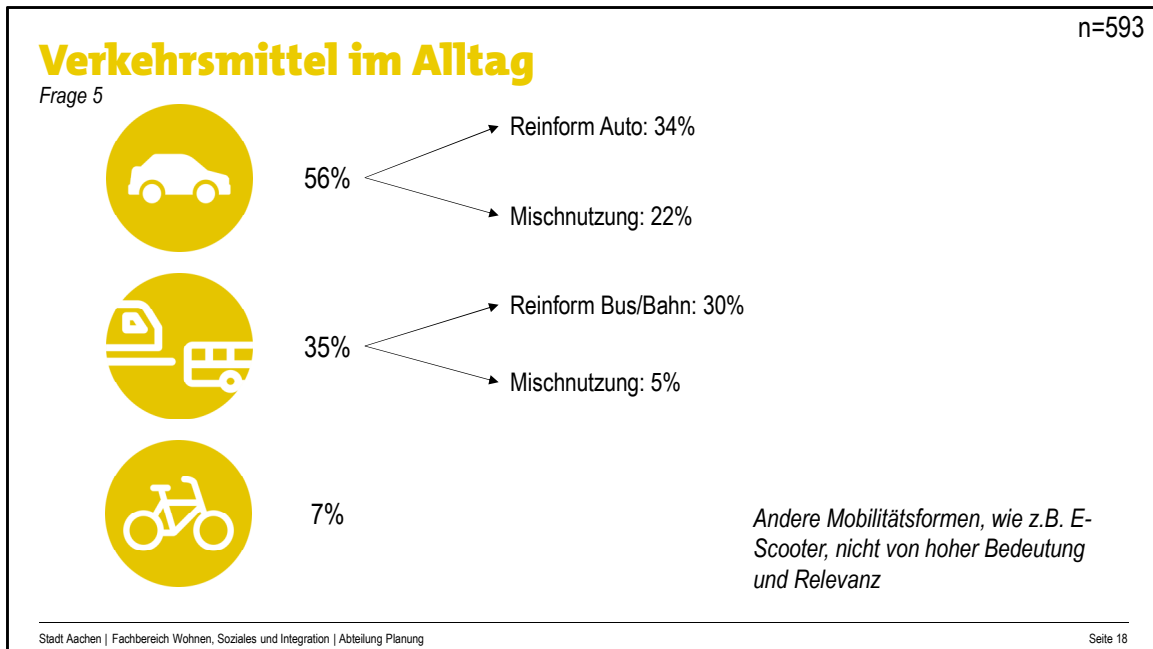 n=593
Verkehrsmittel im Alltag
Frage 5
56%
Reinform Auto: 34%
Mischnutzung: 22%
35%
Reinform Bus/Bahn: 30%
Mischnutzung: 5%
7%
Andere Mobilitätsformen, wie z.B. E-
Scooter, nicht von hoher Bedeutung
und Relevanz
Stadt Aachen | Fachbereich Wohnen, Soziales und Integration | Abteilung Planung
Seite 18